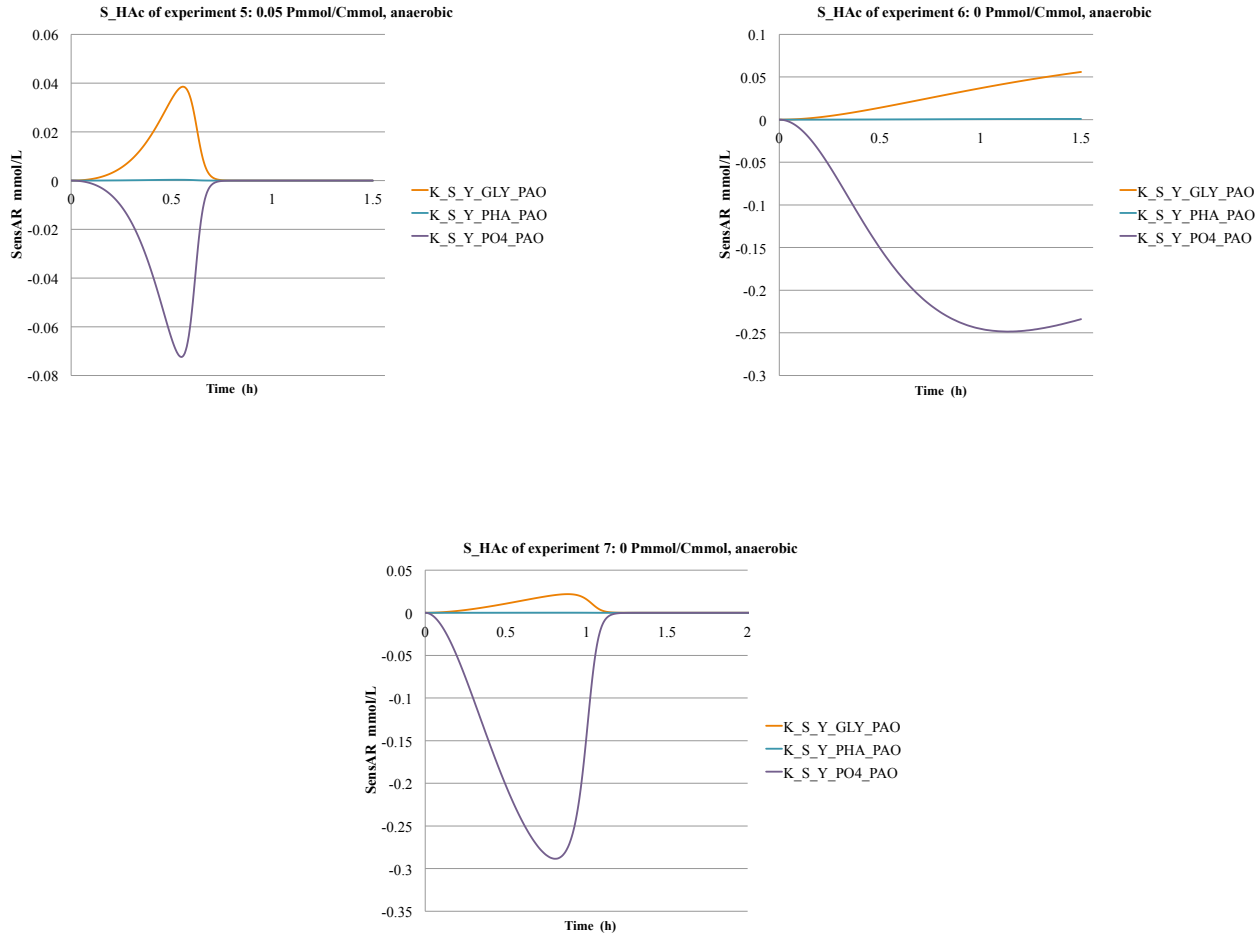 S_HAc of experiment 5: 0.05 Pmmol/Cmmol, anaerobic
0.06
0.04
0.02
0
-0.02
-0.04
-0.06
-0.08
0
0.5
1
1.5
SensAR mmol/L
Time (h)
K_S_Y_GLY_PAO
K_S_Y_PHA_PAO
K_S_Y_PO4_PAO
S_HAc of experiment 6: 0 Pmmol/Cmmol, anaerobic
0.1
0.05
0
-0.05
-0.1
-0.15
-0.2
-0.25
-0.3
0
0.5
1
1.5
SensAR mmol/L
Time (h)
K_S_Y_GLY_PAO
K_S_Y_PHA_PAO
K_S_Y_PO4_PAO
S_HAc of experiment 7: 0 Pmmol/Cmmol, anaerobic
0.05
0
-0.05
-0.1
-0.15
-0.2
-0.25
-0.3
-0.35
0
0.5
1
1.5
2
SensAR mmol/L
Time (h)
K_S_Y_GLY_PAO
K_S_Y_PHA_PAO
K_S_Y_PO4_PAO